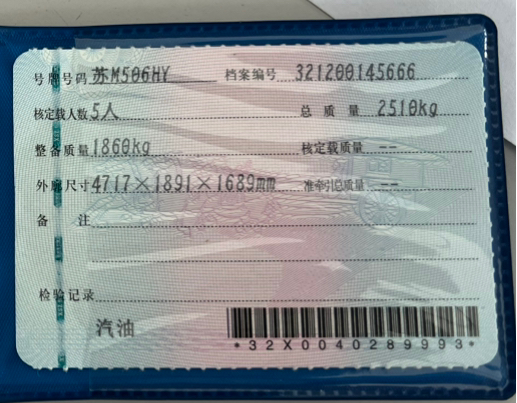 号牌号码 苏M506HY 档案编号 321200145666
核定载人数 5人 总质量 2510kg
整备质量 1860kg 核定载质量 --
外廓尺寸 4717×1891×1689mm 准牵引总质量 --
备注
检验记录
汽油
*32X0040289993*